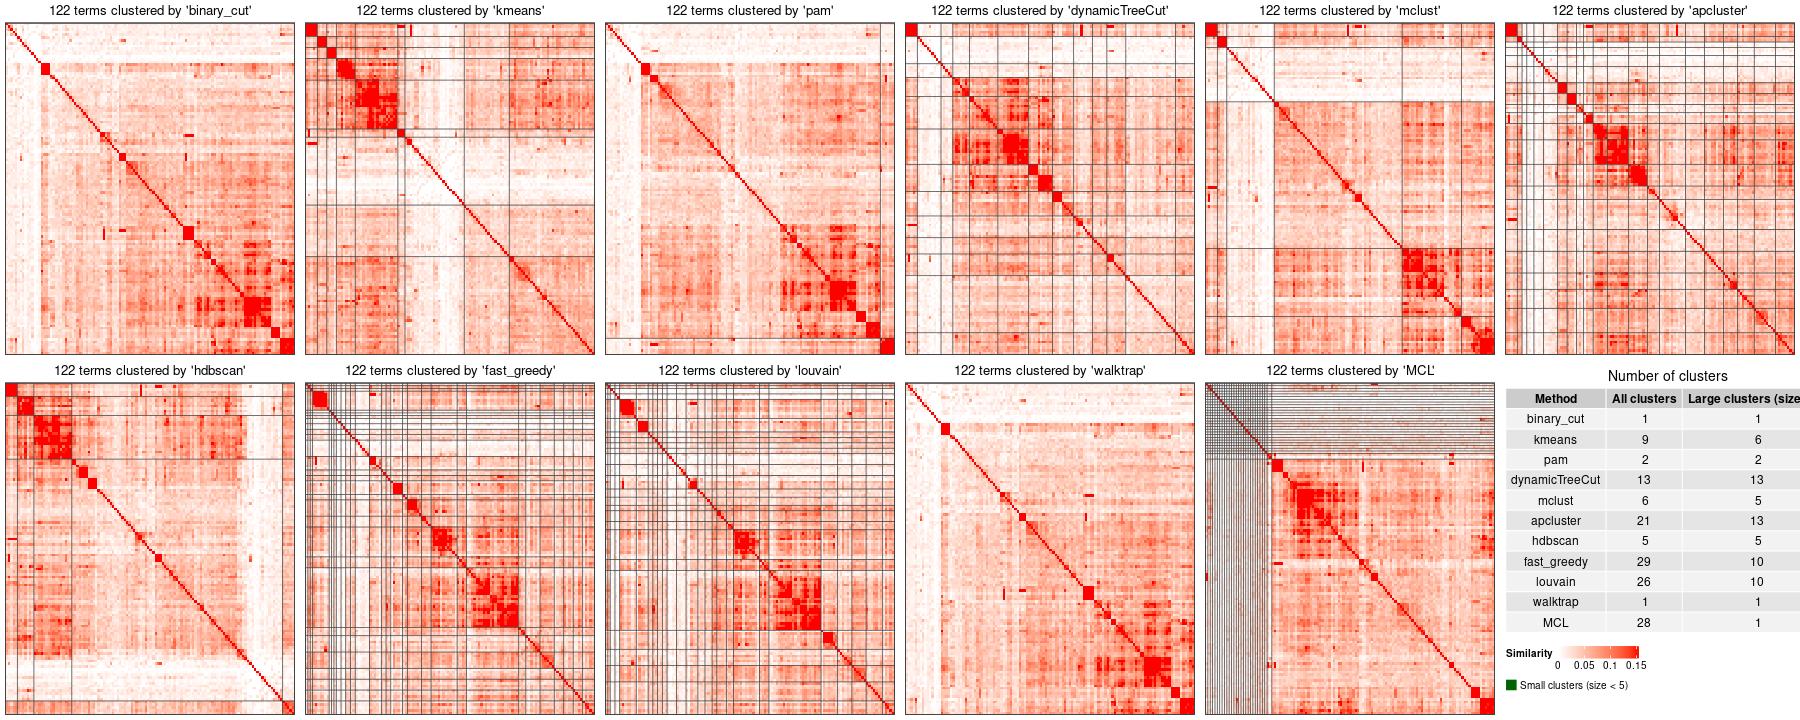 122 terms clustered by 'binary_cut'
122 terms clustered by 'kmeans'
122 terms clustered by 'pam'
122 terms clustered by 'dynamicTreeCut'
122 terms clustered by 'mclust'
122 terms clustered by 'apcluster'
122 terms clustered by 'hdbscan'
122 terms clustered by 'fast_greedy'
122 terms clustered by 'louvain'
122 terms clustered by 'walktrap'
122 terms clustered by 'MCL'
Number of clusters
Method All clusters Large clusters (size
binary_cut 1 1
kmeans 9 6
pam 2 2
dynamicTreeCut 13 13
mclust 6 5
apcluster 21 13
hdbscan 5 5
fast_greedy 29 10
louvain 26 10
walktrap 1 1
MCL 28 1
Similarity
0 0.05 0.1 0.15
Small clusters (size < 5)